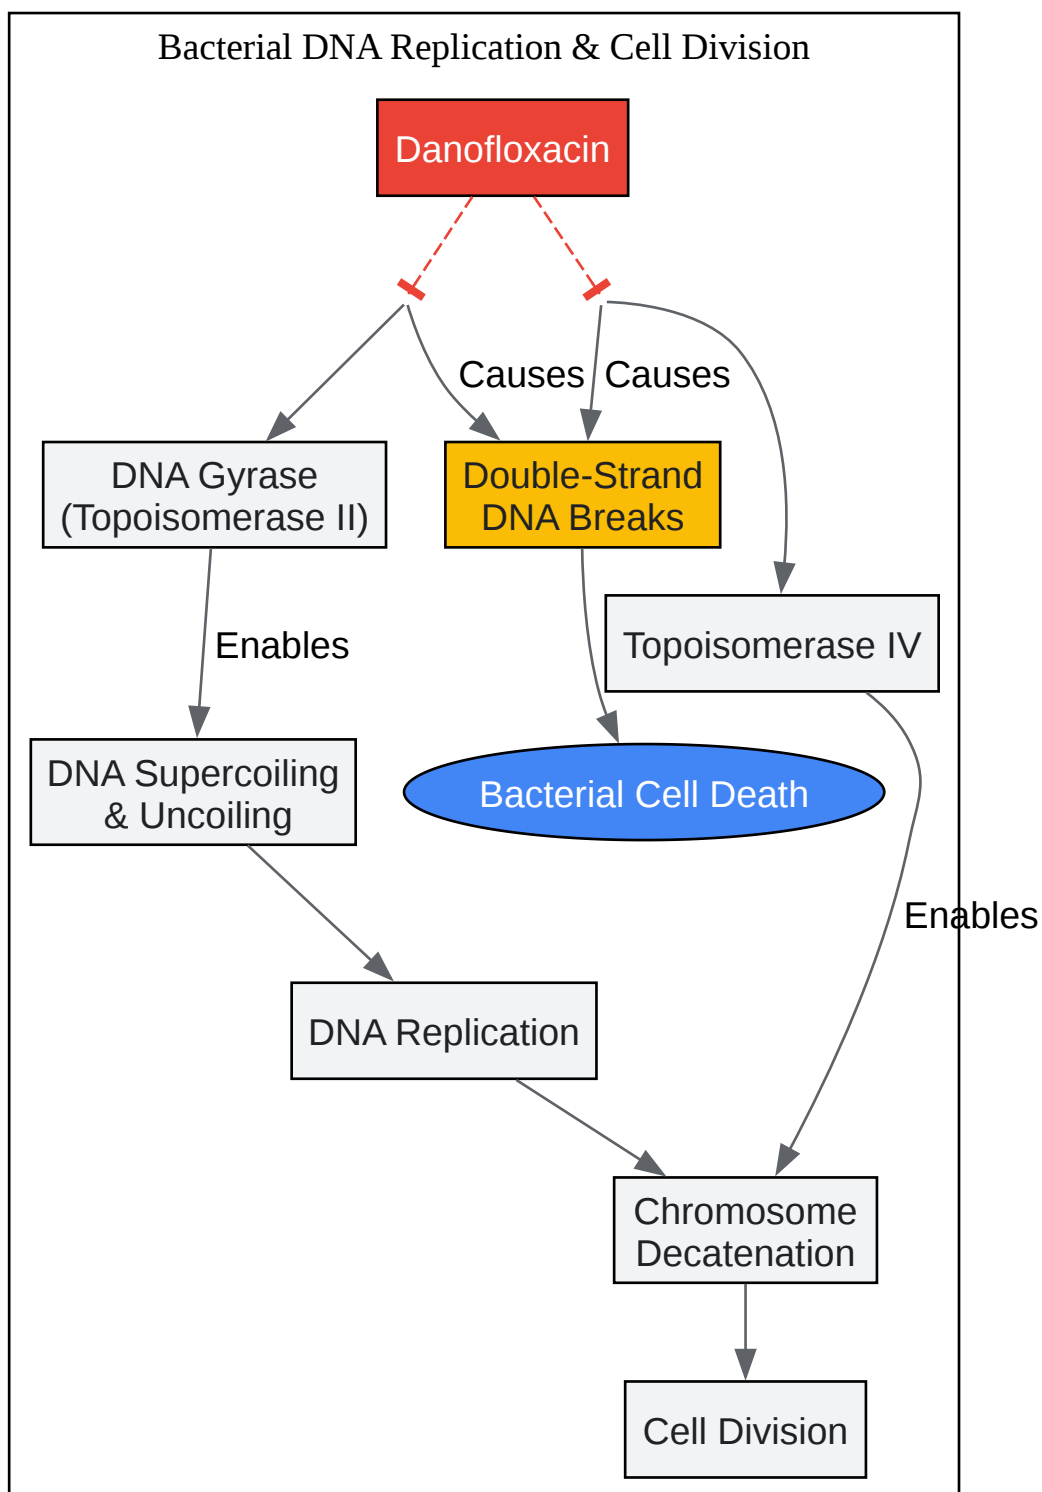 Bacterial DNA Replication & Cell Division
Danofloxacin
Causes
Causes
DNA Gyrase
(Topoisomerase II)
Double-Strand
DNA Breaks
Enables
Topoisomerase IV
DNA Supercoiling
& Uncoiling
Bacterial Cell Death
Enables
DNA Replication
Chromosome
Decatenation
Cell Division